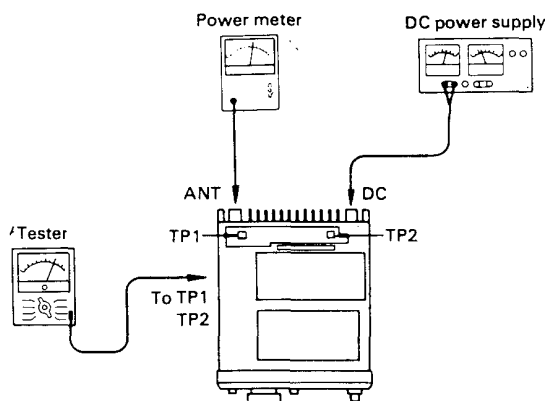 Power meter
DC power supply
ANT
DC
TP1
TP2
Tester
To TP1
TP2